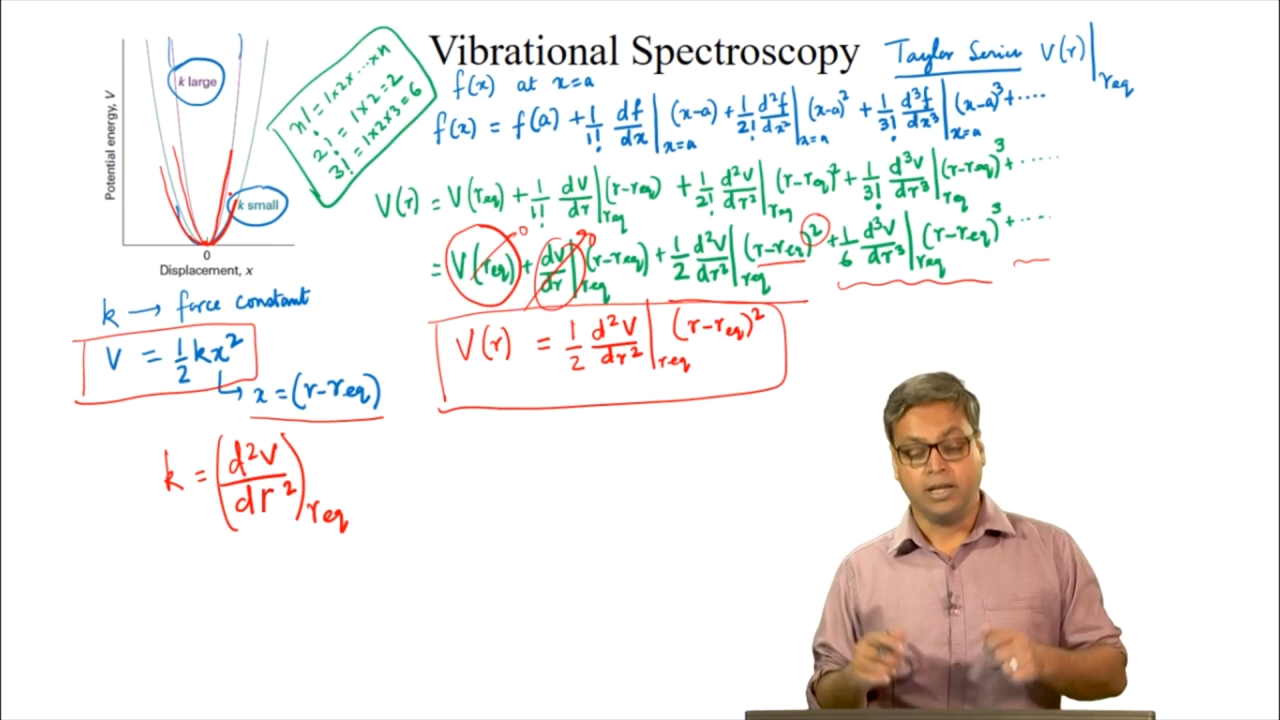 Vibrational Spectroscopy
Taylor Series V(r)|req
k large
k small
Potential energy, V
0
Displacement, x
n! = 1×2×...×n
2! = 1×2 = 2
3! = 1×2×3 = 6
f(x) at x=a
f(x) = f(a) + 1/1! df/dx|x=a (x-a) + 1/2! d²f/dx²|x=a (x-a)² + 1/3! d³f/dx³|x=a (x-a)³ + ....
V(r) = V(req) + 1/1! dV/dr|req (r-req) + 1/2! d²V/dr²|req (r-req)² + 1/3! d³V/dr³|req (r-req)³ + .....
= V(req) + dV/dr|req (r-req) + 1/2 d²V/dr²|req (r-req)² + 1/6 d³V/dr³|req (r-req)³ + ....
0
0
V(r) = 1/2 d²V/dr²|req (r-req)²
k → force constant
V = 1/2 kx²
↳ x = (r-req)
k = (d²V/dr²)req